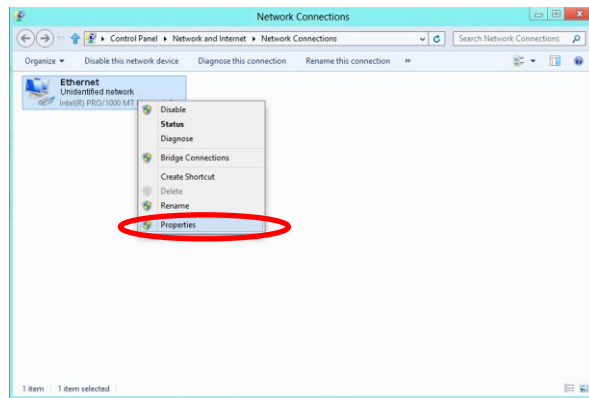 Network Connections
Control Panel ▸ Network and Internet ▸ Network Connections
Search Network Connections
Organize ▾ Disable this network device Diagnose this connection Rename this connection »
Ethernet
Unidentified network
Intel(R) PRO/1000 MT
Disable
Status
Diagnose
Bridge Connections
Create Shortcut
Delete
Rename
Properties
1 item 1 item selected